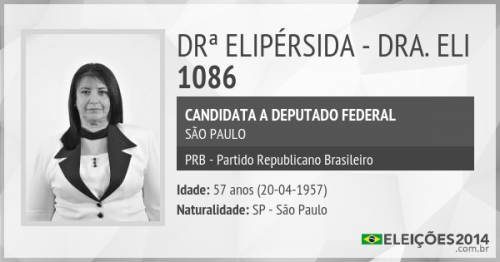 DRª ELIPÉRSIDA - DRA. ELI
1086
CANDIDATA A DEPUTADO FEDERAL
SÃO PAULO
PRB - Partido Republicano Brasileiro
Idade: 57 anos (20-04-1957)
Naturalidade: SP - São Paulo
ELEIÇÕES2014
.com.br